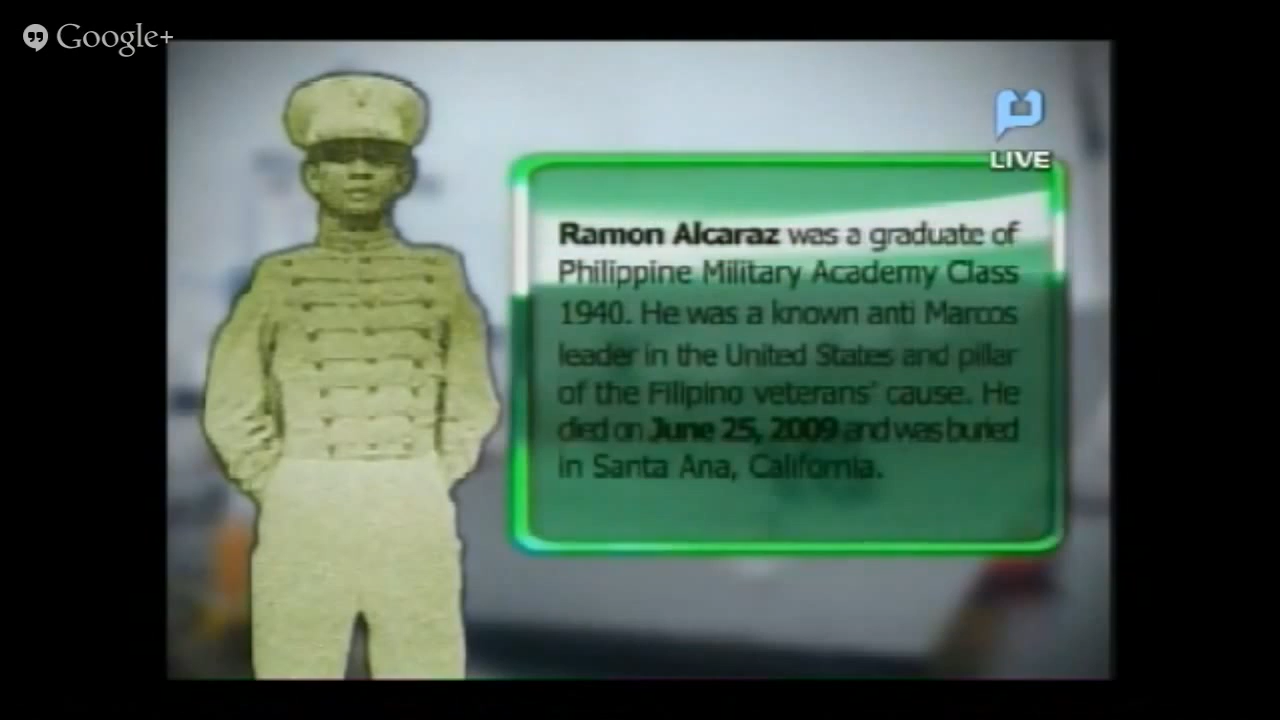 Google+
LIVE
Ramon Alcaraz was a graduate of
Philippine Military Academy Class
1940. He was a known anti Marcos
leader in the United States and pillar
of the Filipino veterans' cause. He
died on June 25, 2009 and was buried
in Santa Ana, California.